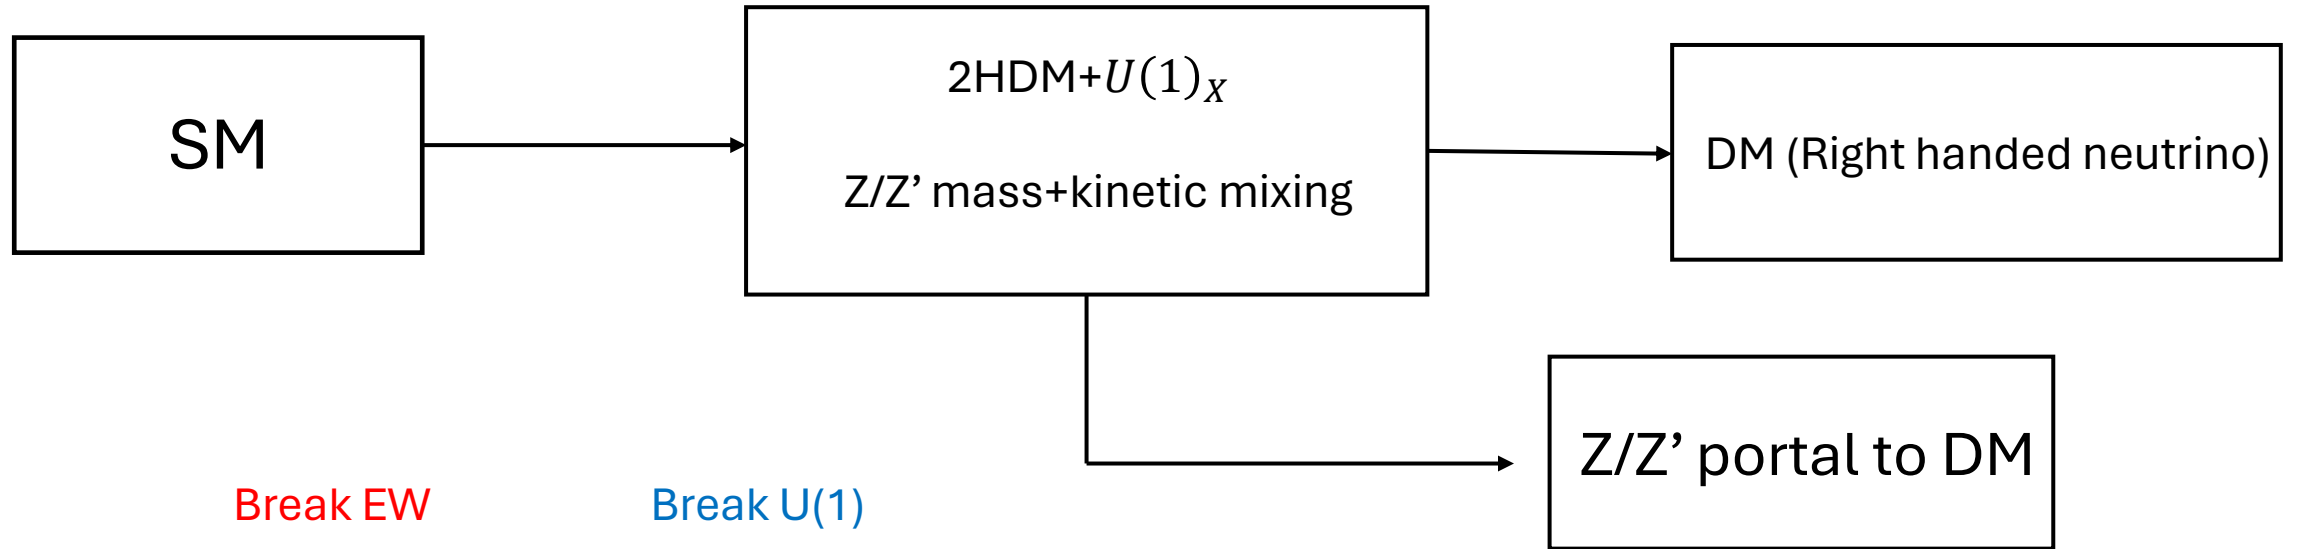 SM
2HDM+U(1)_X
Z/Z’ mass+kinetic mixing
DM (Right handed neutrino)
Z/Z’ portal to DM
Break EW
Break U(1)